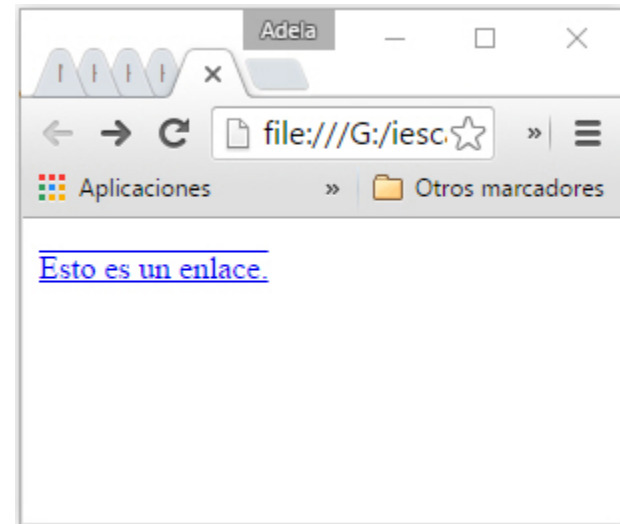 Adela
file:///G:/iesc
»
Aplicaciones » Otros marcadores
Esto es un enlace.